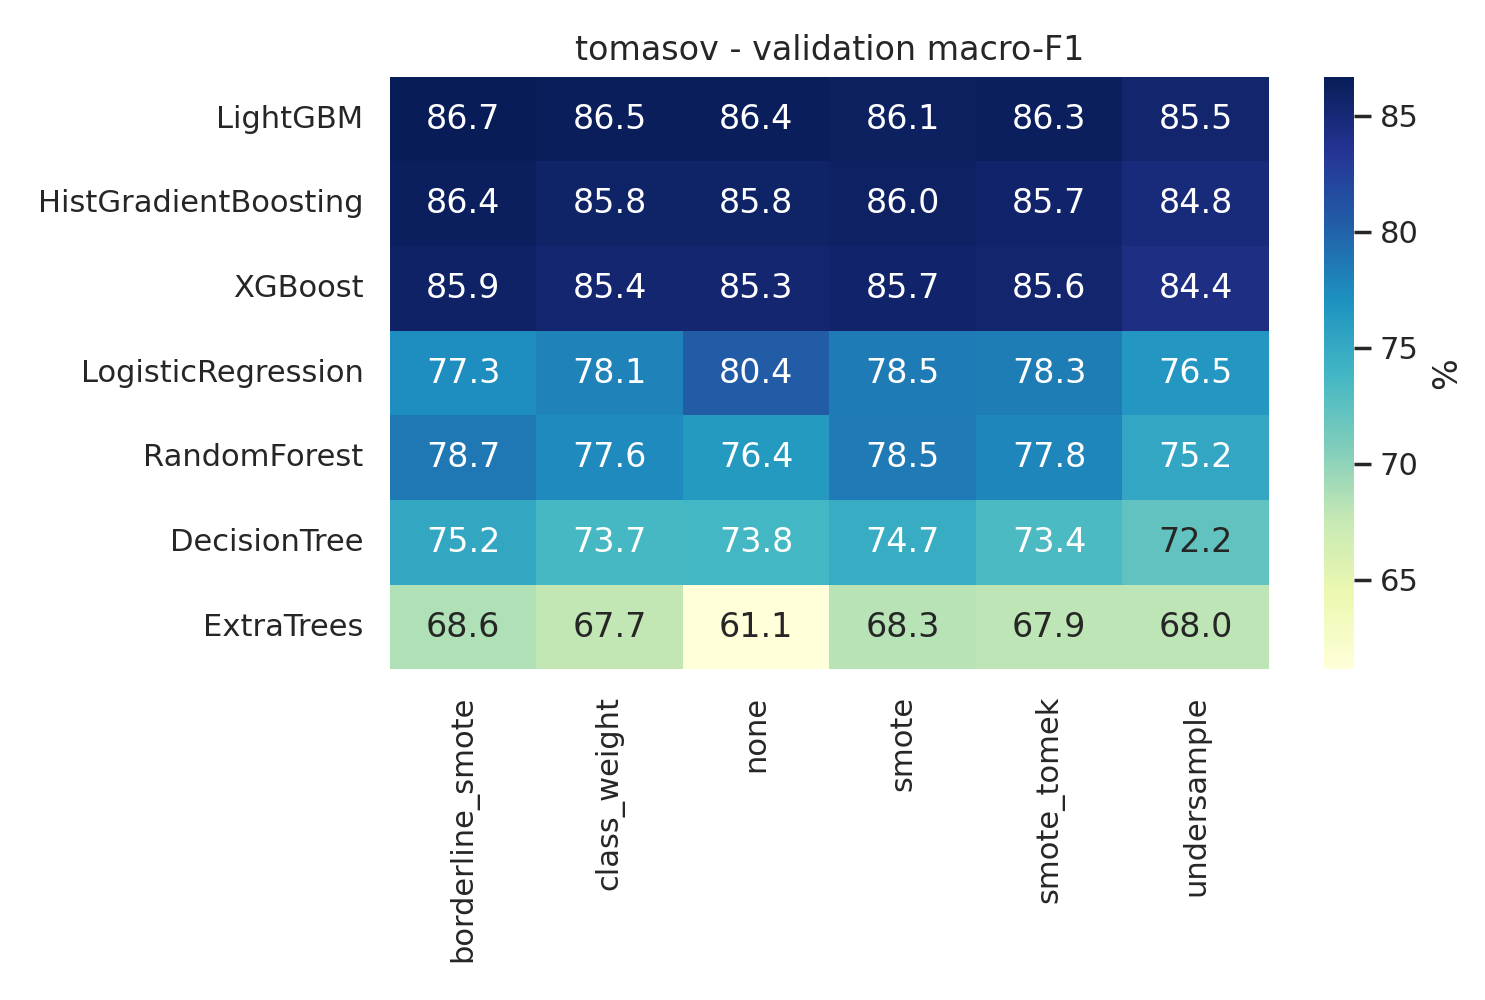 tomasov - validation macro-F1
LightGBM 86.7 86.5 86.4 86.1 86.3 85.5
HistGradientBoosting 86.4 85.8 85.8 86.0 85.7 84.8
XGBoost 85.9 85.4 85.3 85.7 85.6 84.4
LogisticRegression 77.3 78.1 80.4 78.5 78.3 76.5
RandomForest 78.7 77.6 76.4 78.5 77.8 75.2
DecisionTree 75.2 73.7 73.8 74.7 73.4 72.2
ExtraTrees 68.6 67.7 61.1 68.3 67.9 68.0
borderline_smote
class_weight
none
smote
smote_tomek
undersample
85
80
75
70
65
%